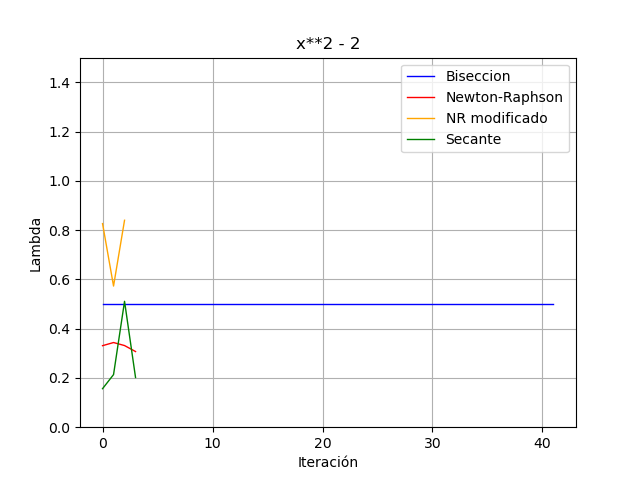 x**2 - 2
Biseccion
Newton-Raphson
NR modificado
Secante
Lambda
1.4
1.2
1.0
0.8
0.6
0.4
0.2
0.0
0 10 20 30 40
Iteración